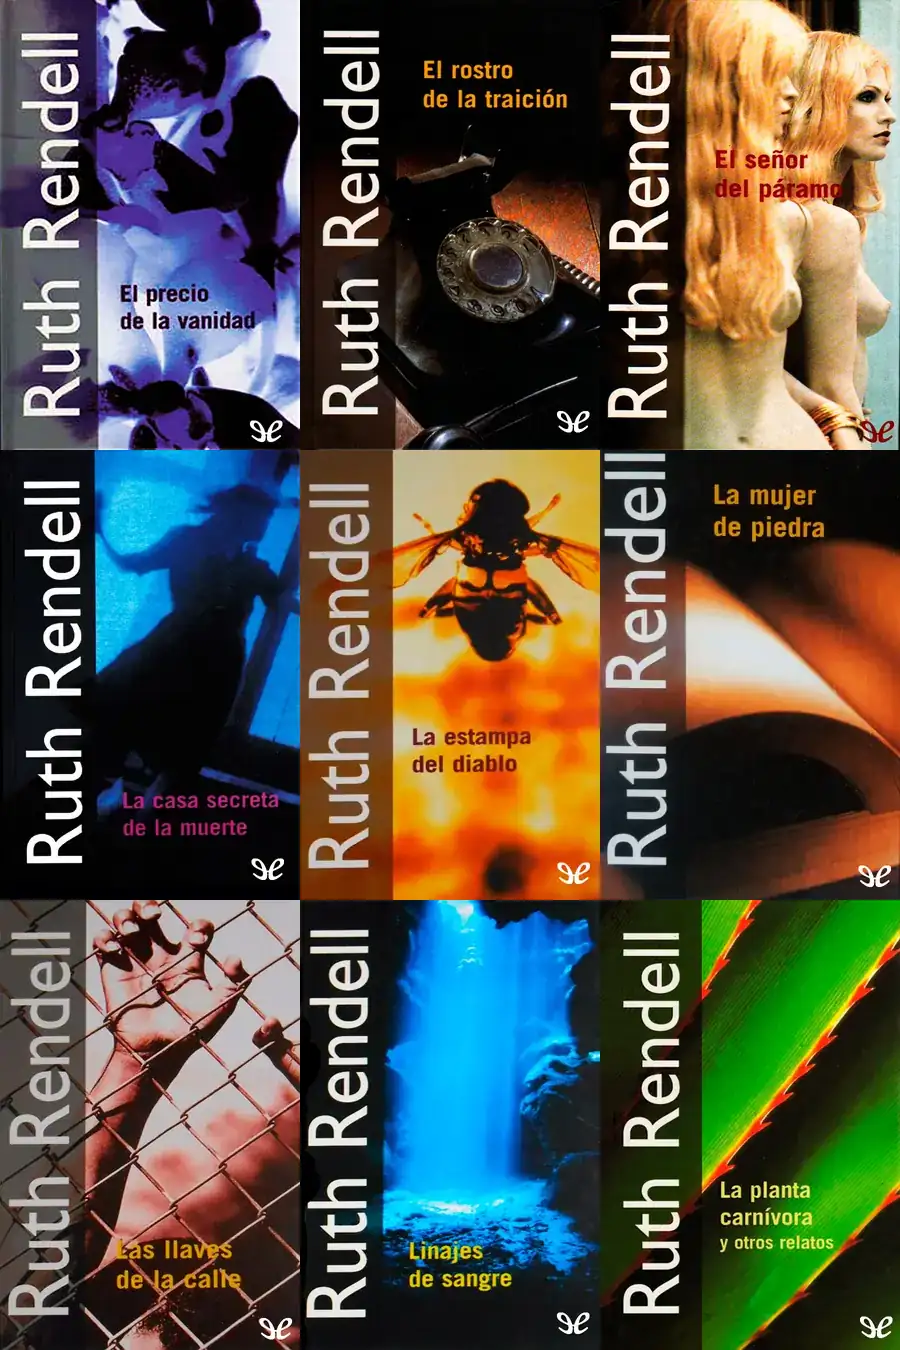 Ruth Rendell
El precio
de la vanidad
Ruth Rendell
El rostro
de la traición
Ruth Rendell
El señor
del páramo
Ruth Rendell
La casa secreta
de la muerte
Ruth Rendell
La estampa
del diablo
Ruth Rendell
La mujer
de piedra
Ruth Rendell
Las llaves
de la calle
Ruth Rendell
Linajes
de sangre
Ruth Rendell
La planta
carnívora
y otros relatos